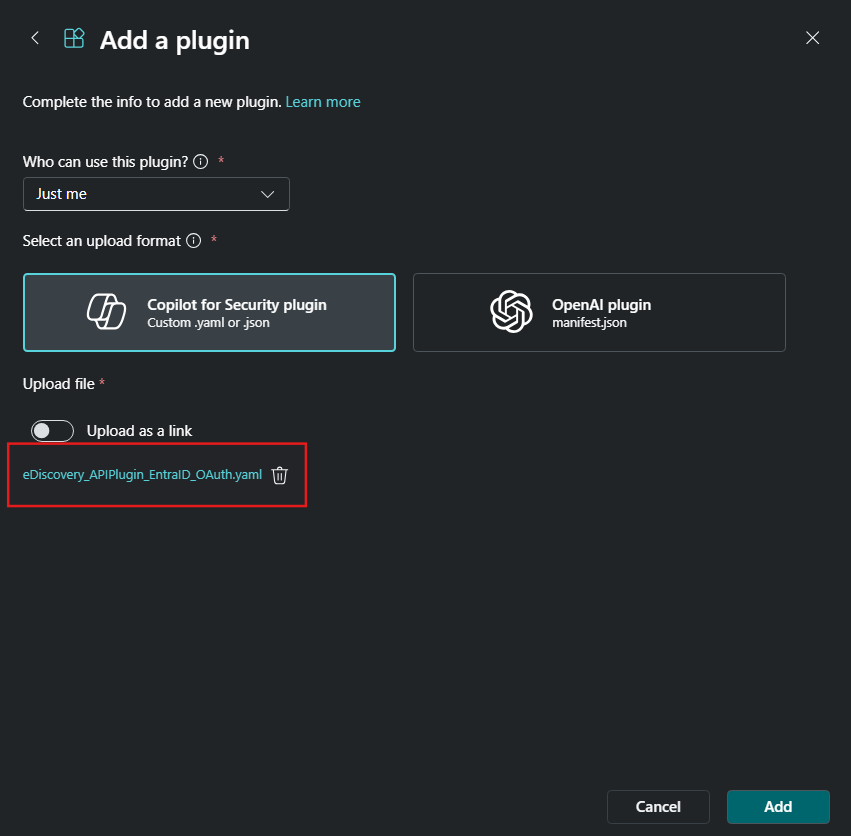 Add a plugin
Complete the info to add a new plugin. Learn more
Who can use this plugin? *
Just me
Select an upload format *
Copilot for Security plugin
Custom .yaml or .json
OpenAI plugin
manifest.json
Upload file *
Upload as a link
eDiscovery_APIPlugin_EntraID_OAuth.yaml
Cancel
Add